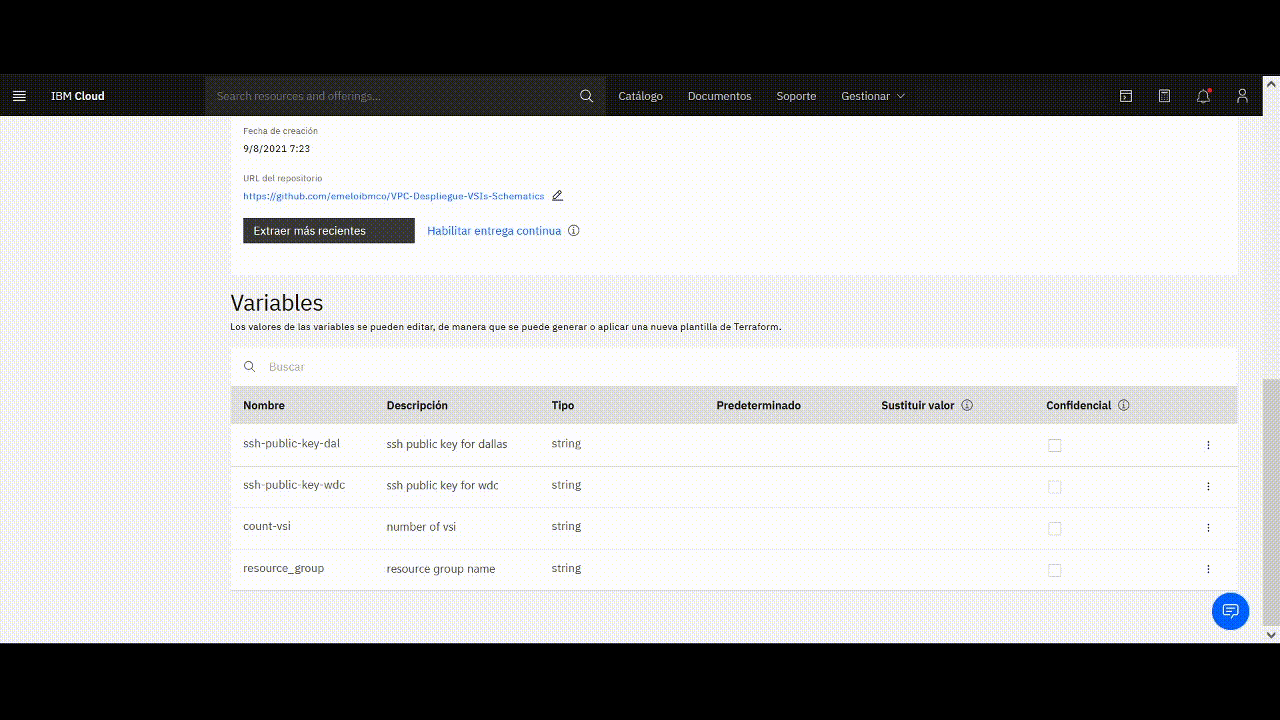 IBM Cloud Search resources and offerings... Catálogo Documentos Soporte Gestionar
Fecha de creación
9/8/2021 7:23
URL del repositorio
https://github.com/emeloibmco/VPC-Despliegue-VSIs-Schematics
Extraer más recientes Habilitar entrega continua
Variables
Los valores de las variables se pueden editar, de manera que se puede generar o aplicar una nueva plantilla de Terraform.
Buscar
Nombre Descripción Tipo Predeterminado Sustituir valor Confidencial
ssh-public-key-dal ssh public key for dallas string
ssh-public-key-wdc ssh public key for wdc string
count-vsi number of vsi string
resource_group resource group name string